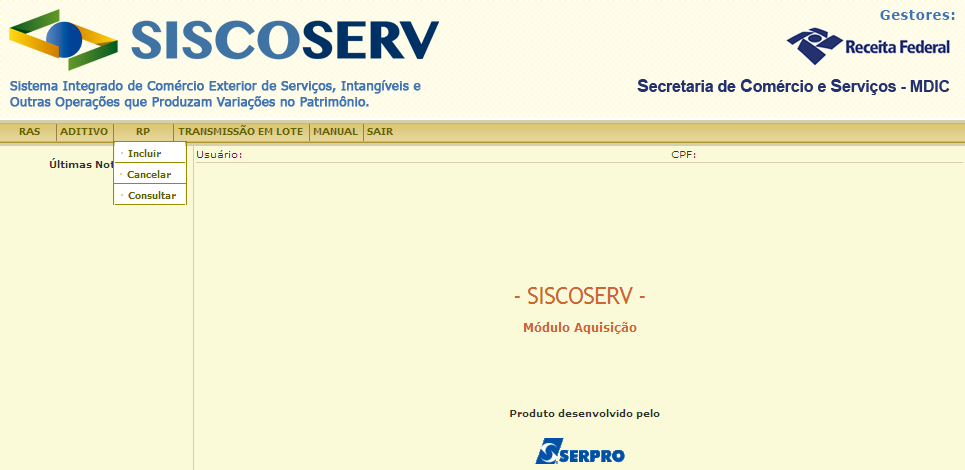 SISCOSERV
Gestores:
Receita Federal
Sistema Integrado de Comércio Exterior de Serviços, Intangíveis e
Outras Operações que Produzam Variações no Patrimônio.
Secretaria de Comércio e Serviços - MDIC
RAS ADITIVO RP TRANSMISSÃO EM LOTE MANUAL SAIR
Últimas Not
Incluir
Cancelar
Consultar
Usuário: CPF:
- SISCOSERV -
Módulo Aquisição
Produto desenvolvido pelo
SERPRO